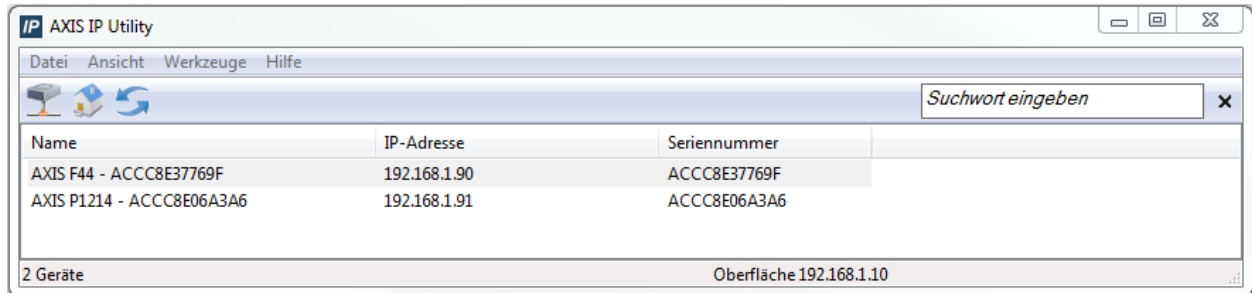 IP AXIS IP Utility
Datei Ansicht Werkzeuge Hilfe
Suchwort eingeben
Name IP-Adresse Seriennummer
AXIS F44 - ACCC8E37769F 192.168.1.90 ACCC8E37769F
AXIS P1214 - ACCC8E06A3A6 192.168.1.91 ACCC8E06A3A6
2 Geräte Oberfläche 192.168.1.10